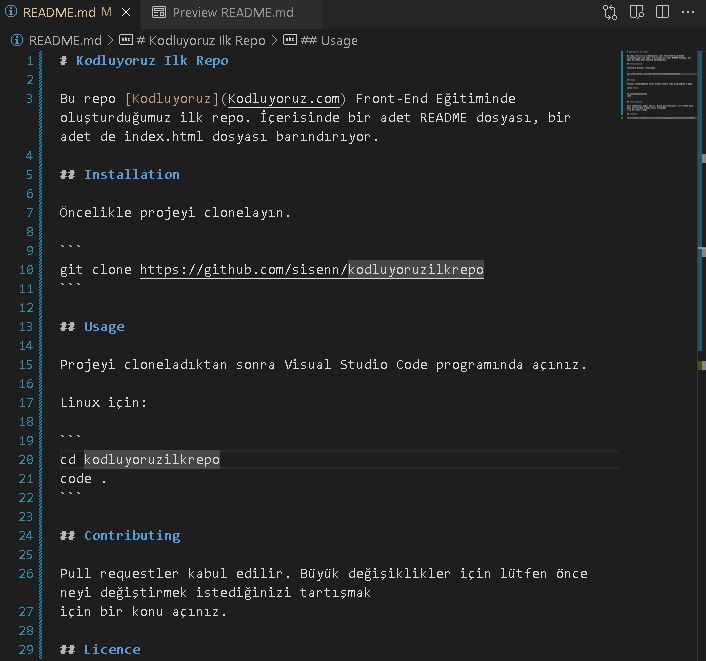 README.md M
Preview README.md
README.md > # Kodluyoruz Ilk Repo > ## Usage
1 # Kodluyoruz Ilk Repo
2
3 Bu repo [Kodluyoruz](Kodluyoruz.com) Front-End Eğitiminde
oluşturduğumuz ilk repo. İçerisinde bir adet README dosyası, bir
adet de index.html dosyası barındırıyor.
4
5 ## Installation
6
7 Öncelikle projeyi clonelayın.
8
9 ```
10 git clone https://github.com/sisenn/kodluyoruzilkrepo
11 ```
12
13 ## Usage
14
15 Projeyi cloneladıktan sonra Visual Studio Code programında açınız.
16
17 Linux için:
18
19 ```
20 cd kodluyoruzilkrepo
21 code .
22 ```
23
24 ## Contributing
25
26 Pull requestler kabul edilir. Büyük değişiklikler için lütfen önce
neyi değiştirmek istediğinizi tartışmak
27 için bir konu açınız.
28
29 ## Licence